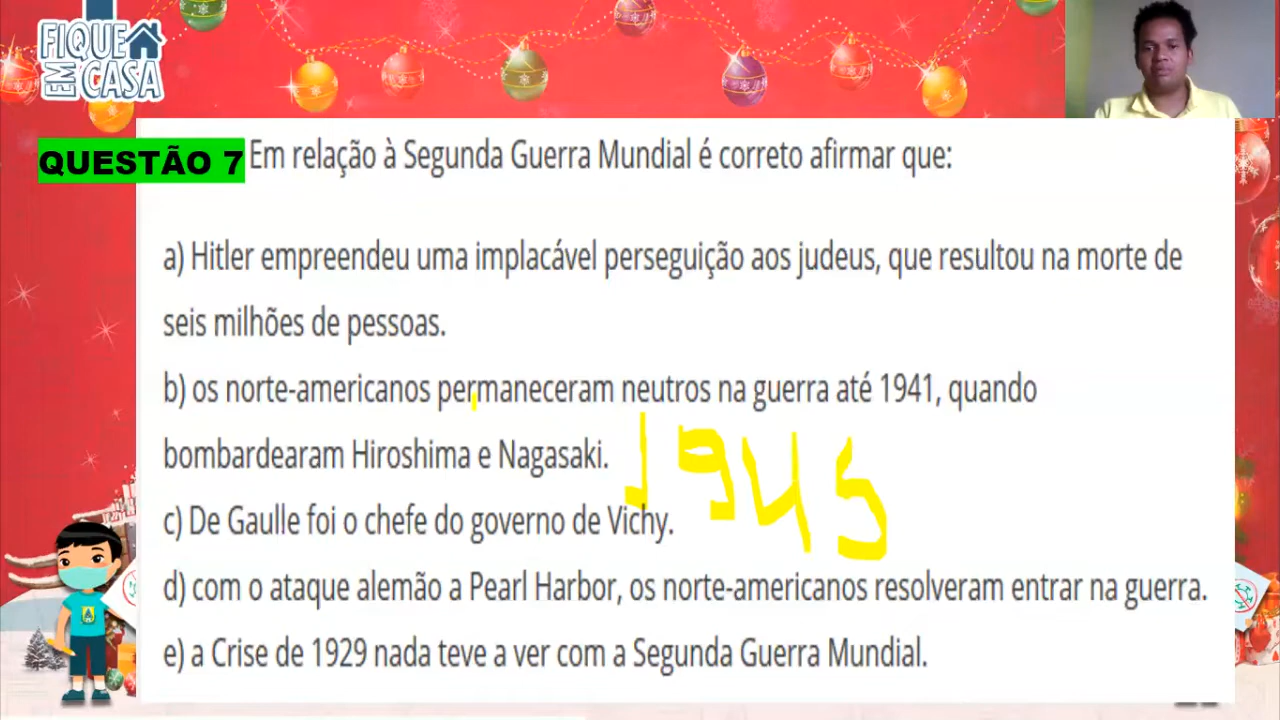 FIQUE
EM CASA
QUESTÃO 7 Em relação à Segunda Guerra Mundial é correto afirmar que:
a) Hitler empreendeu uma implacável perseguição aos judeus, que resultou na morte de
seis milhões de pessoas.
b) os norte-americanos permaneceram neutros na guerra até 1941, quando
bombardearam Hiroshima e Nagasaki.
1945
c) De Gaulle foi o chefe do governo de Vichy.
d) com o ataque alemão a Pearl Harbor, os norte-americanos resolveram entrar na guerra.
e) a Crise de 1929 nada teve a ver com a Segunda Guerra Mundial.